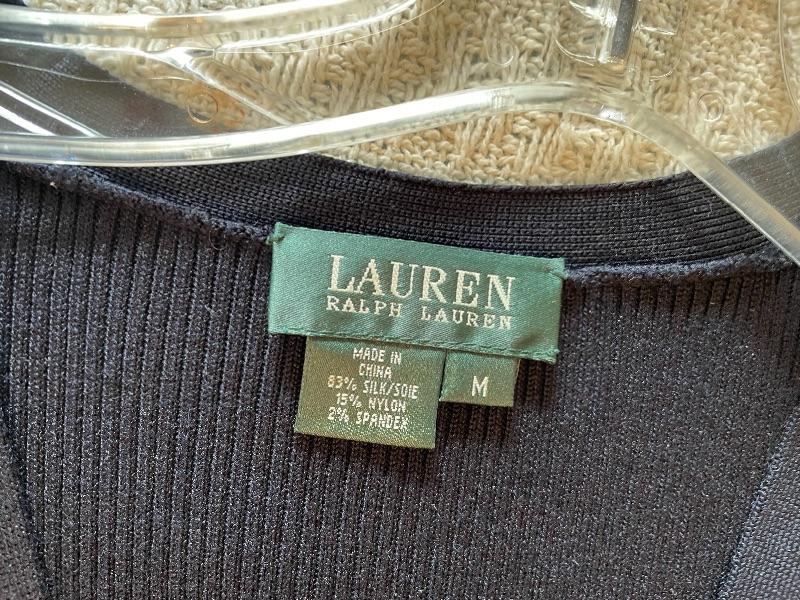 LAUREN
RALPH LAUREN
MADE IN
CHINA
83% SILK/SOIE
15% NYLON
2% SPANDEX
M